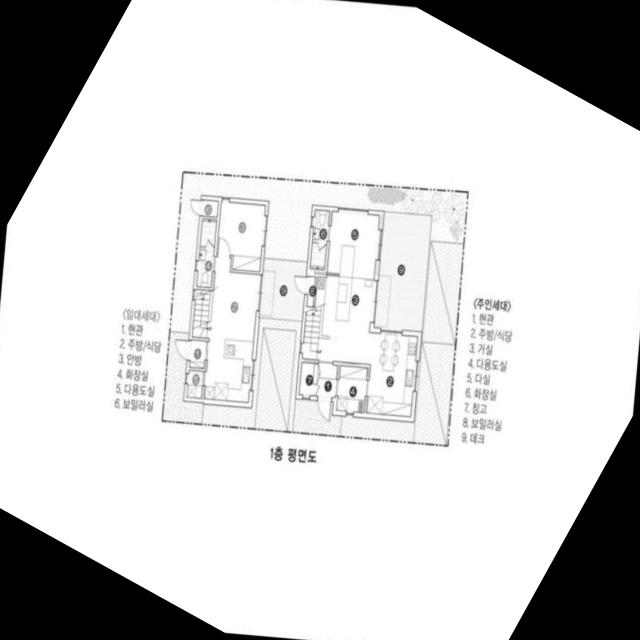 〈임대세대〉
1. 현관
2. 주방/식당
3. 안방
4. 화장실
5. 다용도실
6. 보일러실
〈주인세대〉
1. 현관
2. 주방/식당
3. 거실
4. 다용도실
5. 다실
6. 화장실
7. 창고
8. 보일러실
9. 데크
1층 평면도